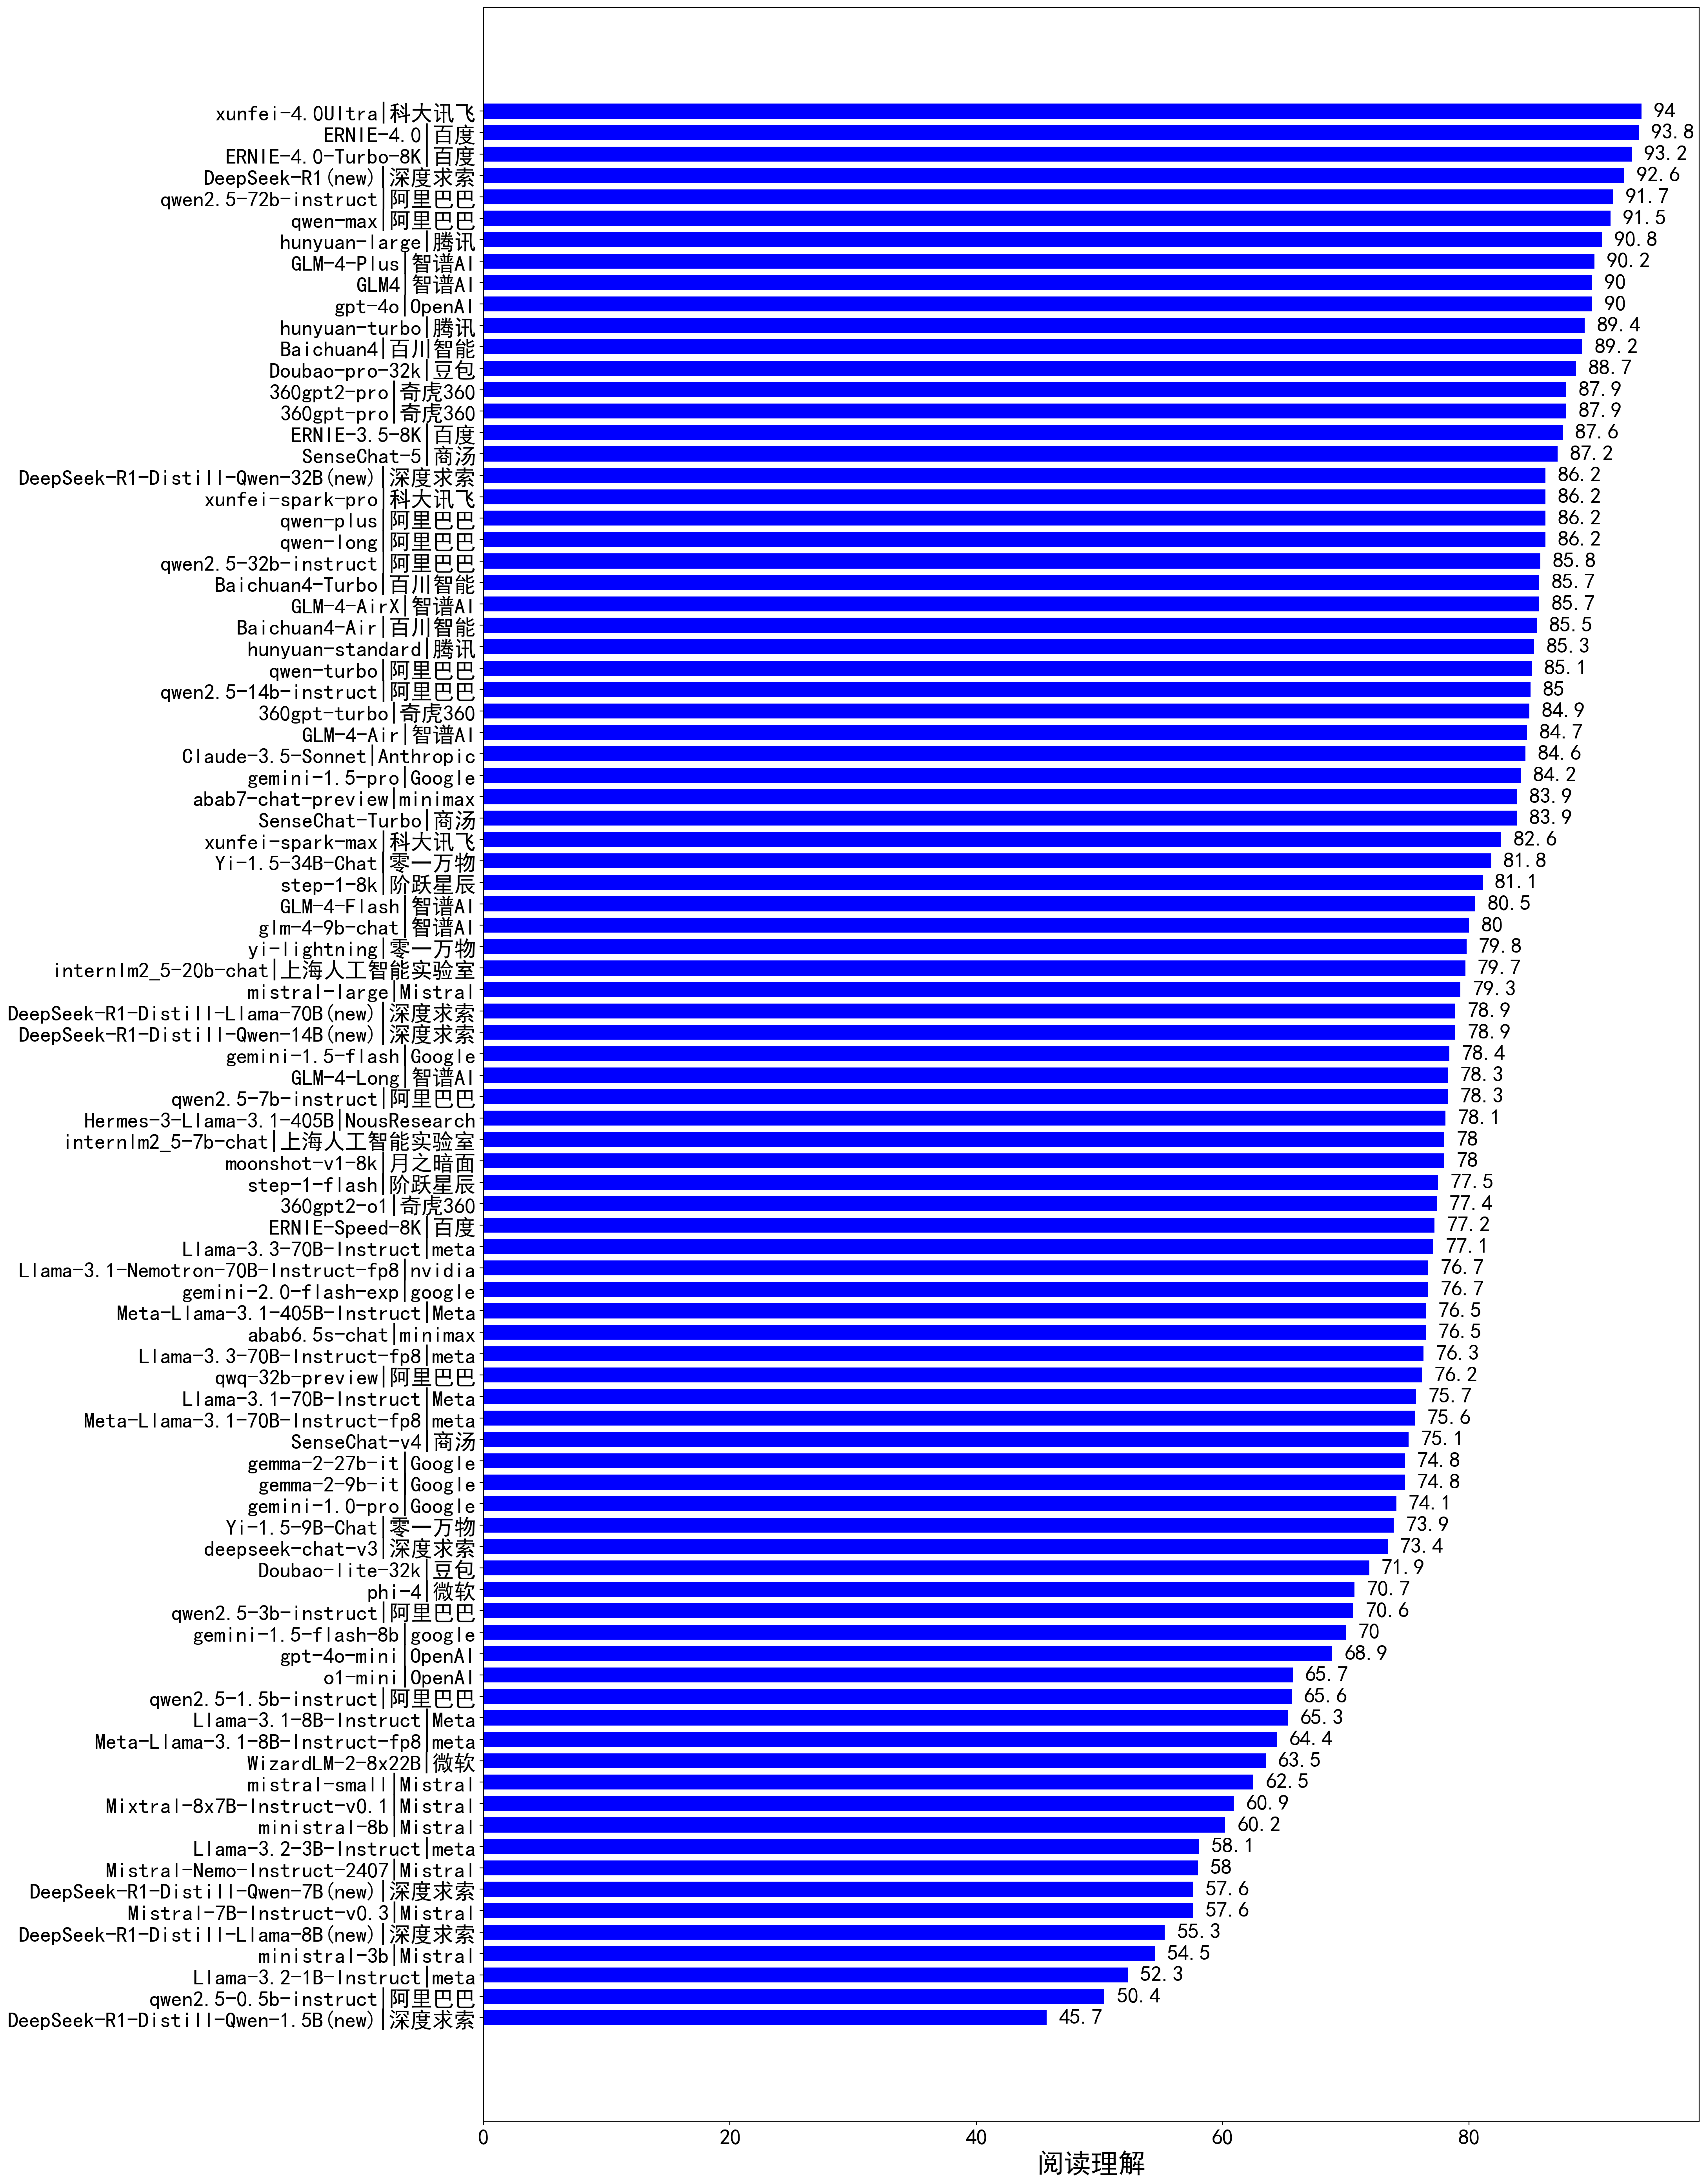 xunfei-4.0Ultra|科大讯飞 94
ERNIE-4.0|百度 93.8
ERNIE-4.0-Turbo-8K|百度 93.2
DeepSeek-R1(new)|深度求索 92.6
qwen2.5-72b-instruct|阿里巴巴 91.7
qwen-max|阿里巴巴 91.5
hunyuan-large|腾讯 90.8
GLM-4-Plus|智谱AI 90.2
GLM4|智谱AI 90
gpt-4o|OpenAI 90
hunyuan-turbo|腾讯 89.4
Baichuan4|百川智能 89.2
Doubao-pro-32k|豆包 88.7
360gpt2-pro|奇虎360 87.9
360gpt-pro|奇虎360 87.9
ERNIE-3.5-8K|百度 87.6
SenseChat-5|商汤 87.2
DeepSeek-R1-Distill-Qwen-32B(new)|深度求索 86.2
xunfei-spark-pro|科大讯飞 86.2
qwen-plus|阿里巴巴 86.2
qwen-long|阿里巴巴 86.2
qwen2.5-32b-instruct|阿里巴巴 85.8
Baichuan4-Turbo|百川智能 85.7
GLM-4-AirX|智谱AI 85.7
Baichuan4-Air|百川智能 85.5
hunyuan-standard|腾讯 85.3
qwen-turbo|阿里巴巴 85.1
qwen2.5-14b-instruct|阿里巴巴 85
360gpt-turbo|奇虎360 84.9
GLM-4-Air|智谱AI 84.7
Claude-3.5-Sonnet|Anthropic 84.6
gemini-1.5-pro|Google 84.2
abab7-chat-preview|minimax 83.9
SenseChat-Turbo|商汤 83.9
xunfei-spark-max|科大讯飞 82.6
Yi-1.5-34B-Chat|零一万物 81.8
step-1-8k|阶跃星辰 81.1
GLM-4-Flash|智谱AI 80.5
glm-4-9b-chat|智谱AI 80
yi-lightning|零一万物 79.8
internlm2_5-20b-chat|上海人工智能实验室 79.7
mistral-large|Mistral 79.3
DeepSeek-R1-Distill-Llama-70B(new)|深度求索 78.9
DeepSeek-R1-Distill-Qwen-14B(new)|深度求索 78.9
gemini-1.5-flash|Google 78.4
GLM-4-Long|智谱AI 78.3
qwen2.5-7b-instruct|阿里巴巴 78.3
Hermes-3-Llama-3.1-405B|NousResearch 78.1
internlm2_5-7b-chat|上海人工智能实验室 78
moonshot-v1-8k|月之暗面 78
step-1-flash|阶跃星辰 77.5
360gpt2-o1|奇虎360 77.4
ERNIE-Speed-8K|百度 77.2
Llama-3.3-70B-Instruct|meta 77.1
Llama-3.1-Nemotron-70B-Instruct-fp8|nvidia 76.7
gemini-2.0-flash-exp|google 76.7
Meta-Llama-3.1-405B-Instruct|Meta 76.5
abab6.5s-chat|minimax 76.5
Llama-3.3-70B-Instruct-fp8|meta 76.3
qwq-32b-preview|阿里巴巴 76.2
Llama-3.1-70B-Instruct|Meta 75.7
Meta-Llama-3.1-70B-Instruct-fp8|meta 75.6
SenseChat-v4|商汤 75.1
gemma-2-27b-it|Google 74.8
gemma-2-9b-it|Google 74.8
gemini-1.0-pro|Google 74.1
Yi-1.5-9B-Chat|零一万物 73.9
deepseek-chat-v3|深度求索 73.4
Doubao-lite-32k|豆包 71.9
phi-4|微软 70.7
qwen2.5-3b-instruct|阿里巴巴 70.6
gemini-1.5-flash-8b|google 70
gpt-4o-mini|OpenAI 68.9
o1-mini|OpenAI 65.7
qwen2.5-1.5b-instruct|阿里巴巴 65.6
Llama-3.1-8B-Instruct|Meta 65.3
Meta-Llama-3.1-8B-Instruct-fp8|meta 64.4
WizardLM-2-8x22B|微软 63.5
mistral-small|Mistral 62.5
Mixtral-8x7B-Instruct-v0.1|Mistral 60.9
ministral-8b|Mistral 60.2
Llama-3.2-3B-Instruct|meta 58.1
Mistral-Nemo-Instruct-2407|Mistral 58
DeepSeek-R1-Distill-Qwen-7B(new)|深度求索 57.6
Mistral-7B-Instruct-v0.3|Mistral 57.6
DeepSeek-R1-Distill-Llama-8B(new)|深度求索 55.3
ministral-3b|Mistral 54.5
Llama-3.2-1B-Instruct|meta 52.3
qwen2.5-0.5b-instruct|阿里巴巴 50.4
DeepSeek-R1-Distill-Qwen-1.5B(new)|深度求索 45.7
0 20 40 60 80
阅读理解